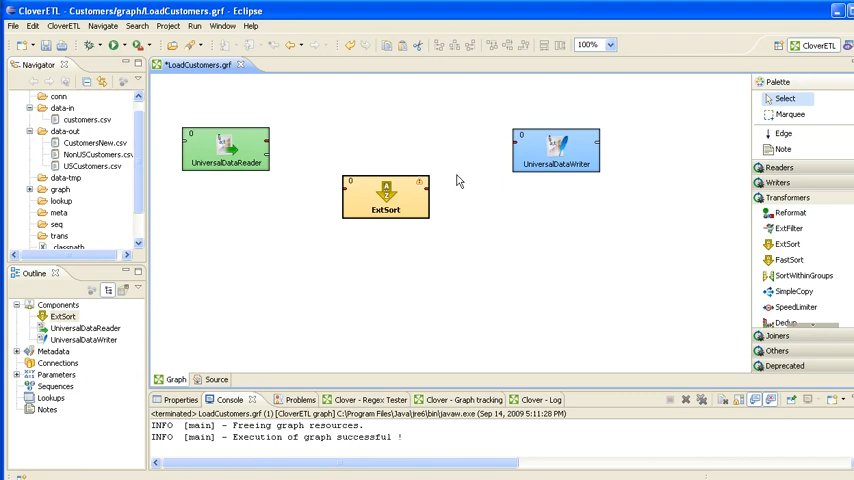 CloverETL - Customers/graph/LoadCustomers.grf - Eclipse
File Edit CloverETL Navigate Search Project Run Window Help
100%
CloverETL
Navigator
conn
data-in
customers.csv
data-out
CustomersNew.csv
NonUSCustomers.csv
USCustomers.csv
data-tmp
graph
lookup
meta
seq
trans
.classpath
Outline
Components
ExtSort
UniversalDataReader
UniversalDataWriter
Metadata
Connections
Parameters
Sequences
Lookups
Notes
*LoadCustomers.grf
0
UniversalDataReader
0
ExtSort
0
UniversalDataWriter
Graph Source
Palette
Select
Marquee
Edge
Note
Readers
Writers
Transformers
Reformat
ExtFilter
ExtSort
FastSort
SortWithinGroups
SimpleCopy
SpeedLimiter
Dedup
Joiners
Others
Deprecated
Properties Console Problems Clover - Regex Tester Clover - Graph tracking Clover - Log
<terminated> LoadCustomers.grf (1) [CloverETL graph] C:\Program Files\Java\jre6\bin\javaw.exe (Sep 14, 2009 5:11:28 PM)
INFO [main] - Freeing graph resources.
INFO [main] - Execution of graph successful !